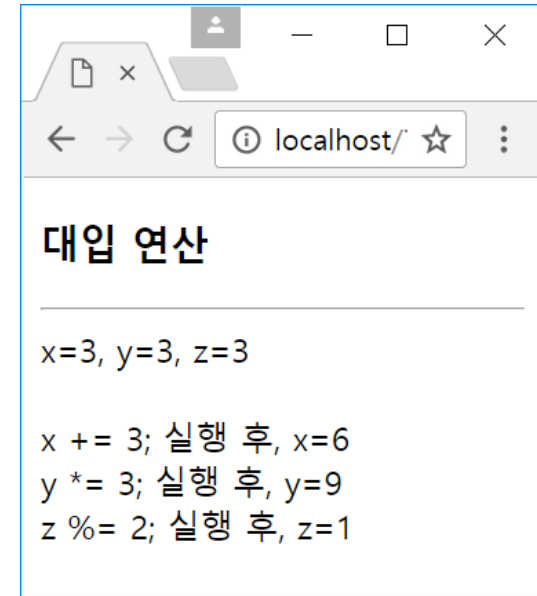 localhost/
대입 연산
x=3, y=3, z=3
x += 3; 실행 후, x=6
y *= 3; 실행 후, y=9
z %= 2; 실행 후, z=1